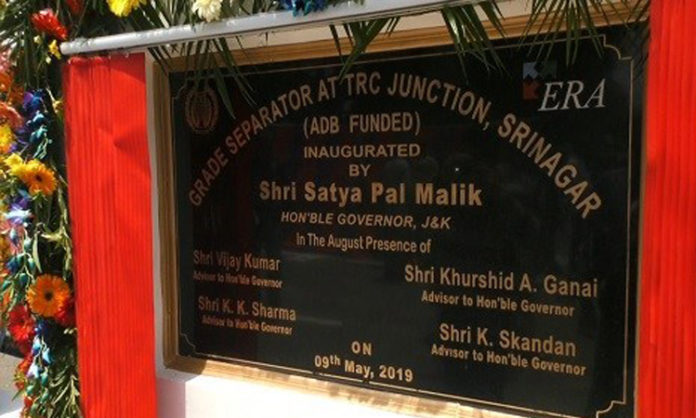 ERA
GRADE SEPARATOR AT TRC JUNCTION, SRINAGAR
(ADB FUNDED)
INAUGURATED
BY
Shri Satya Pal Malik
HON'BLE GOVERNOR, J&K
In The August Presence of
Shri Vijay Kumar
Advisor to Hon'ble Governor
Shri Khurshid A. Ganai
Advisor to Hon'ble Governor
Shri K. K. Sharma
Advisor to Hon'ble Governor
Shri K. Skandan
Advisor to Hon'ble Governor
ON
09th May, 2019